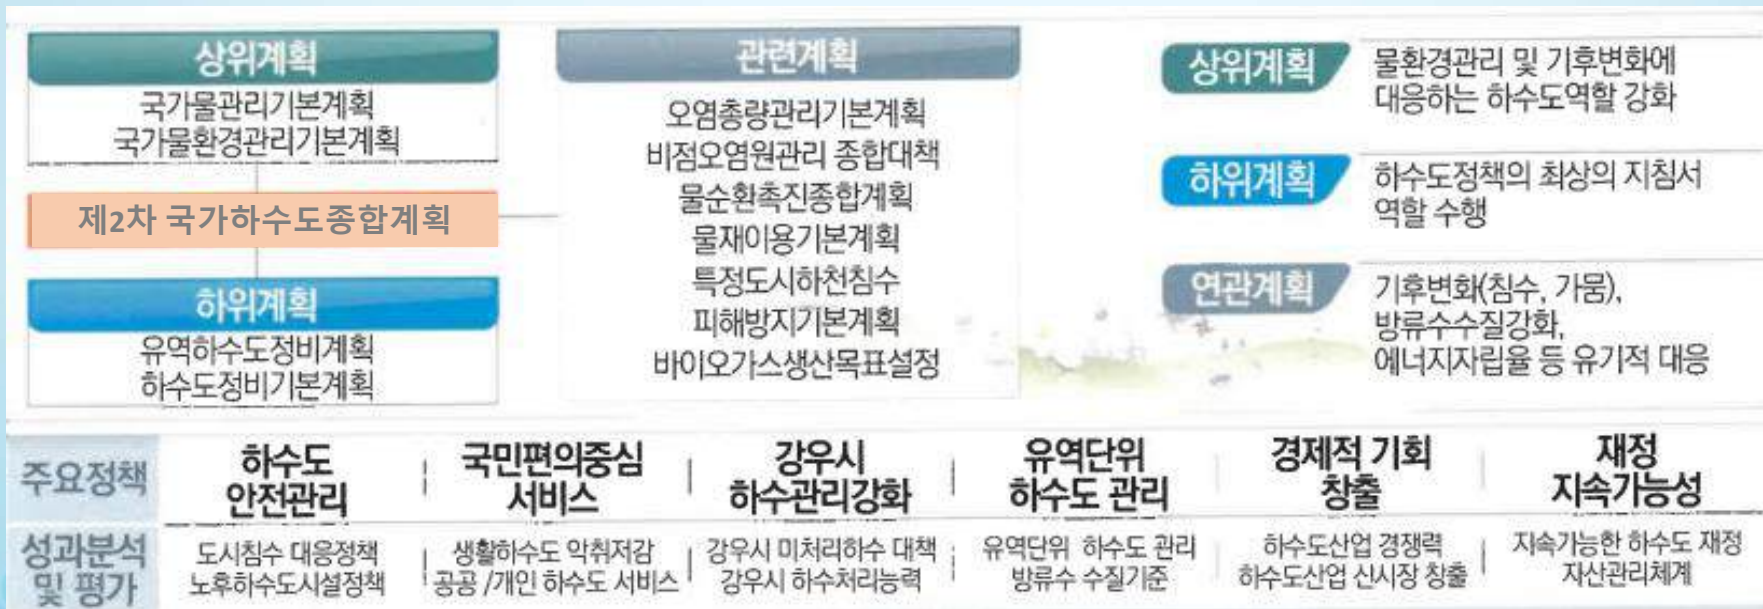 상위계획
국가물관리기본계획
국가물환경관리기본계획
제2차 국가하수도종합계획
하위계획
유역하수도정비계획
하수도정비기본계획
관련계획
오염총량관리기본계획
비점오염원관리 종합대책
물순환촉진종합계획
물재이용기본계획
특정도시하천침수
피해방지기본계획
바이오가스생산목표설정
상위계획
물환경관리 및 기후변화에
대응하는 하수도역할 강화
하위계획
하수도정책의 최상의 지침서
역할 수행
연관계획
기후변화(침수, 가뭄),
방류수수질강화,
에너지자립율 등 유기적 대응
주요정책
하수도
안전관리
국민편의중심
서비스
강우시
하수관리강화
유역단위
하수도 관리
경제적 기회
창출
재정
지속가능성
성과분석
및 평가
도시침수 대응정책
노후하수도시설정책
생활하수도 악취저감
공공 /개인 하수도 서비스
강우시 미처리하수 대책
강우시 하수처리능력
유역단위 하수도 관리
방류수 수질기준
하수도산업 경쟁력
하수도산업 신시장 창출
지속가능한 하수도 재정
자산관리체계